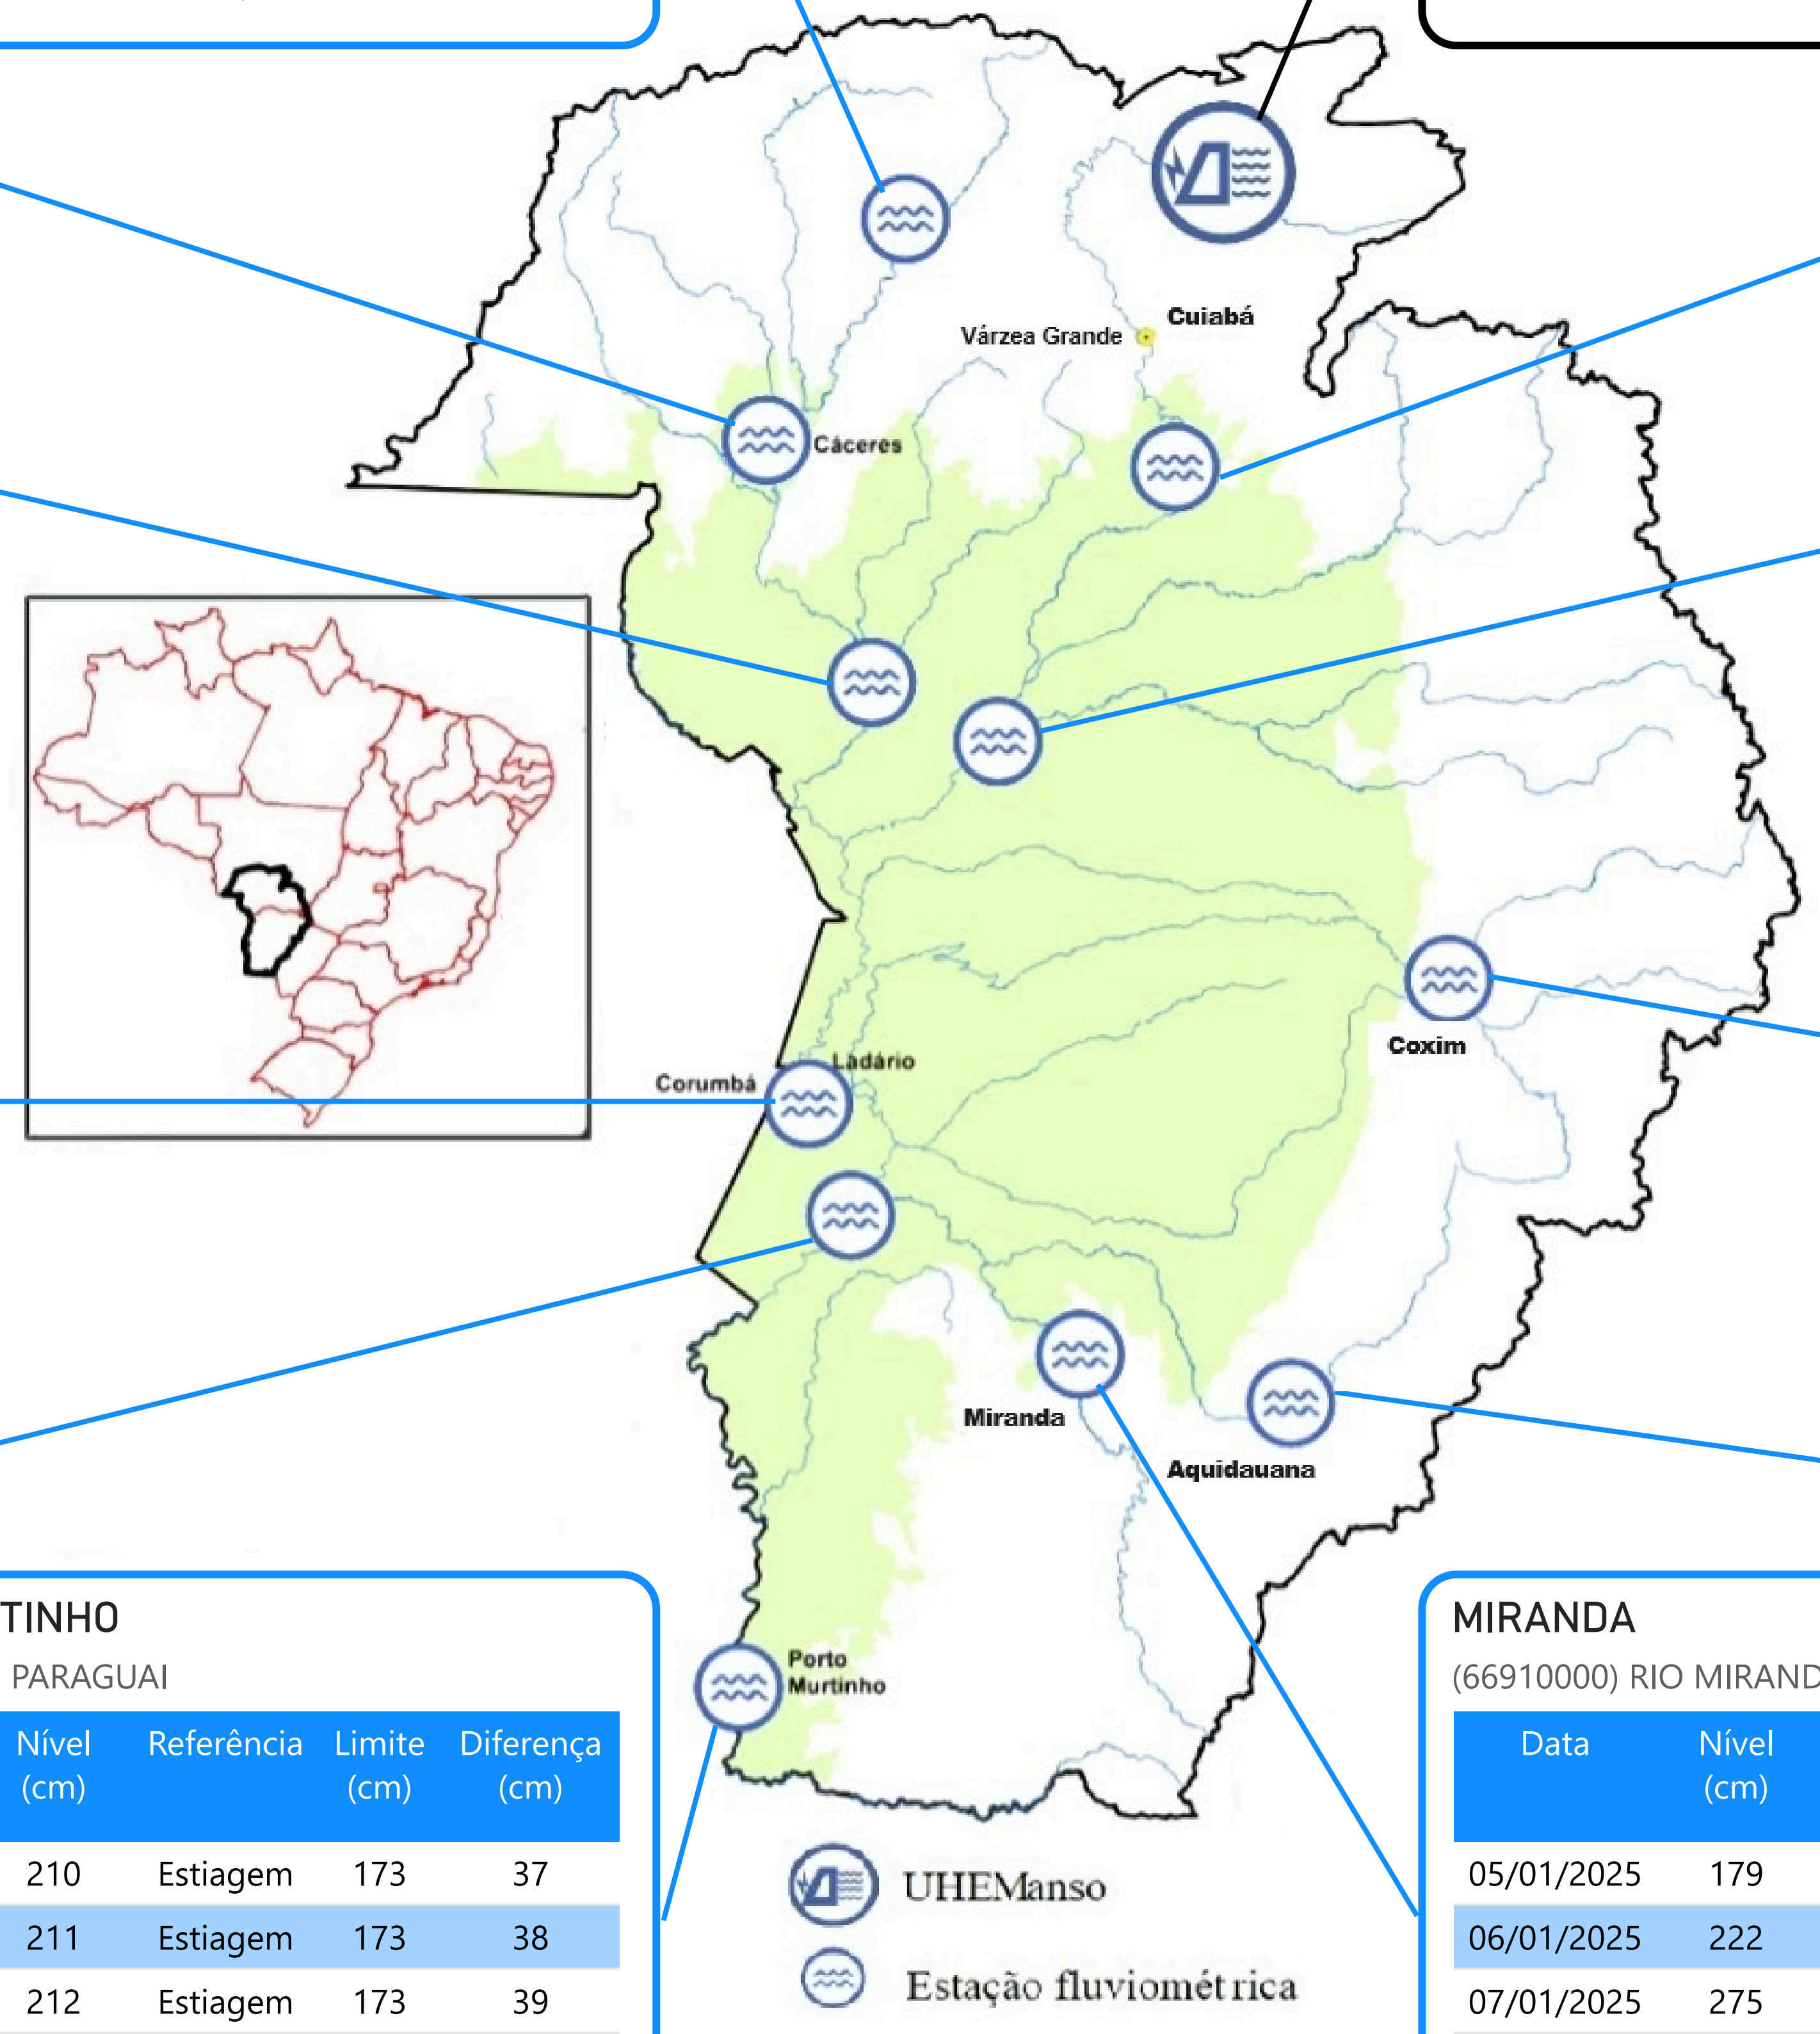 Cuiabá
Várzea Grande
Cáceres
Coxim
Ladário
Corumbá
Miranda
Aquidauana
Porto
Murtinho
TINHO
PARAGUAI
Nível Referência Limite Diferença
(cm) (cm) (cm)
210 Estiagem 173 37
211 Estiagem 173 38
212 Estiagem 173 39
UHEManso
Estação fluviométrica
MIRANDA
(66910000) RIO MIRAND
Data Nível
(cm)
05/01/2025 179
06/01/2025 222
07/01/2025 275